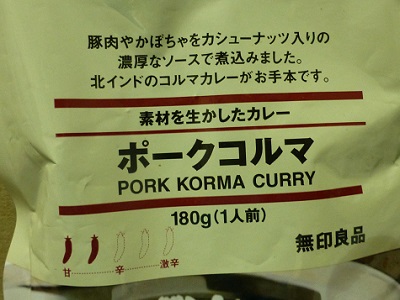 豚肉やかぼちゃをカシューナッツ入りの
濃厚なソースで煮込みました。
北インドのコルマカレーがお手本です。
素材を生かしたカレー
ポークコルマ
PORK KORMA CURRY
180g(1人前)
甘 辛 激辛
無印良品